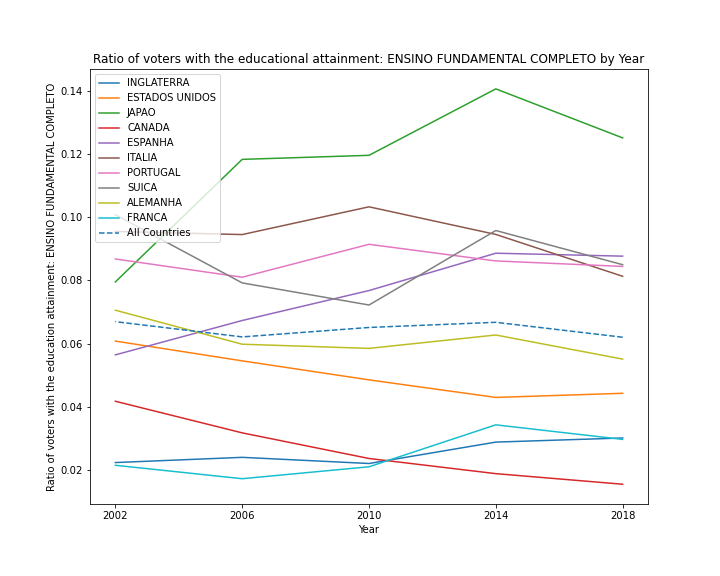 Ratio of voters with the educational attainment: ENSINO FUNDAMENTAL COMPLETO by Year
Ratio of voters with the education attainment: ENSINO FUNDAMENTAL COMPLETO
0.14
0.12
0.10
0.08
0.06
0.04
0.02
INGLATERRA
ESTADOS UNIDOS
JAPAO
CANADA
ESPANHA
ITALIA
PORTUGAL
SUICA
ALEMANHA
FRANCA
All Countries
2002 2006 2010 2014 2018
Year